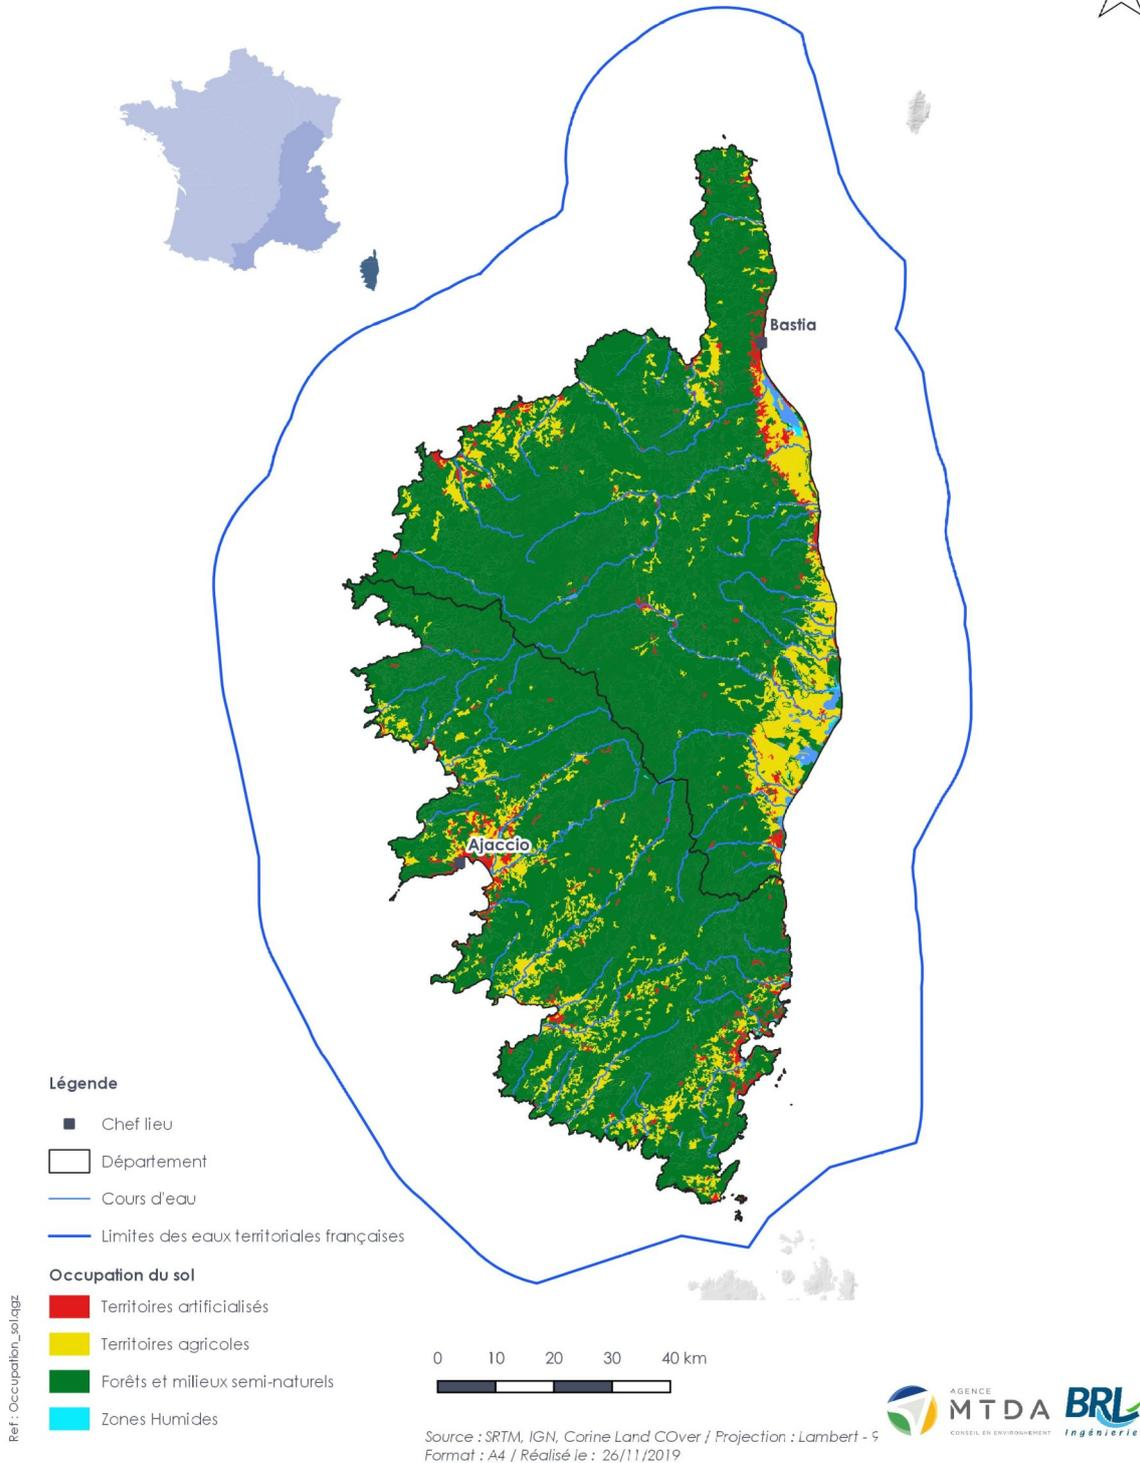 Bastia
Ajaccio
Légende
Chef lieu
Département
Cours d'eau
Limites des eaux territoriales françaises
Occupation du sol
Territoires artificialisés
Territoires agricoles
Forêts et milieux semi-naturels
Zones Humides
Ref : Occupation_sol.qgz
0 10 20 30 40 km
Source : SRTM, IGN, Corine Land COver / Projection : Lambert - 9
Format : A4 / Réalisé le : 26/11/2019
AGENCE
MTDA
CONSEIL EN ENVIRONNEMENT
BRL
Ingénierie